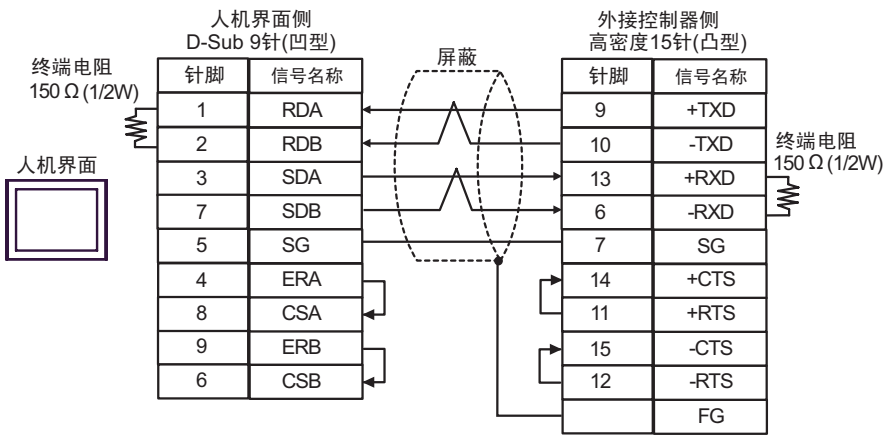 人机界面侧
D-Sub 9针(凹型)
外接控制器侧
高密度15针(凸型)
屏蔽
终端电阻
150 Ω (1/2W)
人机界面
针脚 信号名称
1 RDA
2 RDB
3 SDA
7 SDB
5 SG
4 ERA
8 CSA
9 ERB
6 CSB
针脚 信号名称
9 +TXD
10 -TXD
13 +RXD
6 -RXD
7 SG
14 +CTS
11 +RTS
15 -CTS
12 -RTS
FG
终端电阻
150 Ω (1/2W)